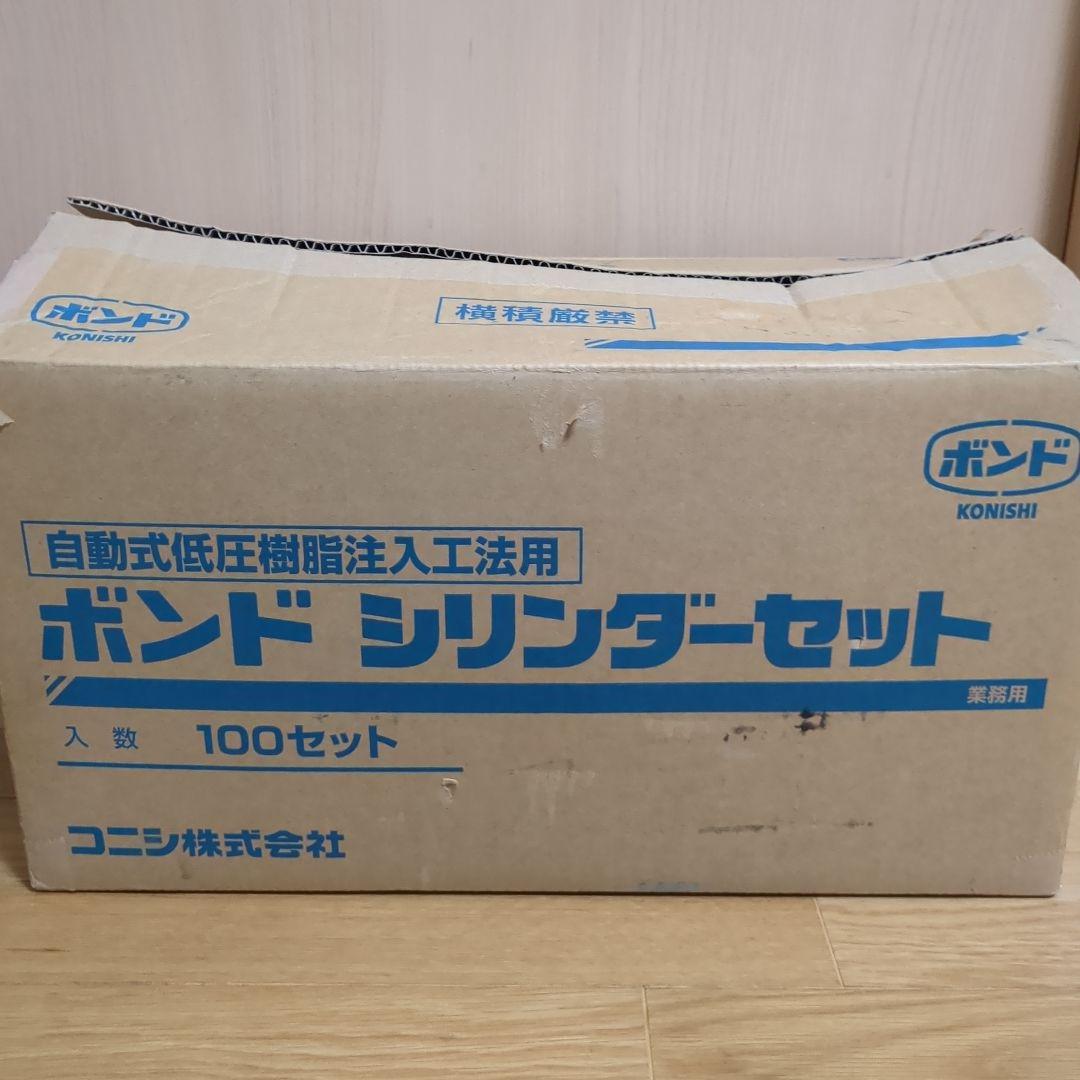 ボンド
KONISHI
横積厳禁
ボンド
KONISHI
自動式低圧樹脂注入工法用
ボンド シリンダーセット
業務用
入数 100セット
コニシ株式会社